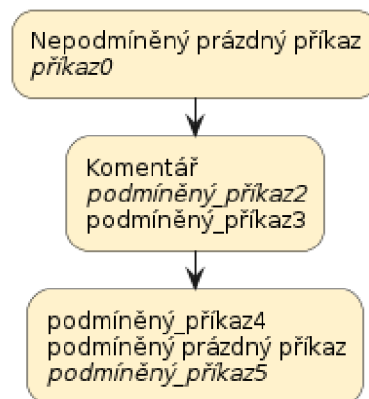 Nepodmíněný prázdný příkaz
příkaz0
Komentář
podmíněný_příkaz2
podmíněný_příkaz3
podmíněný_příkaz4
podmíněný prázdný příkaz
podmíněný_příkaz5